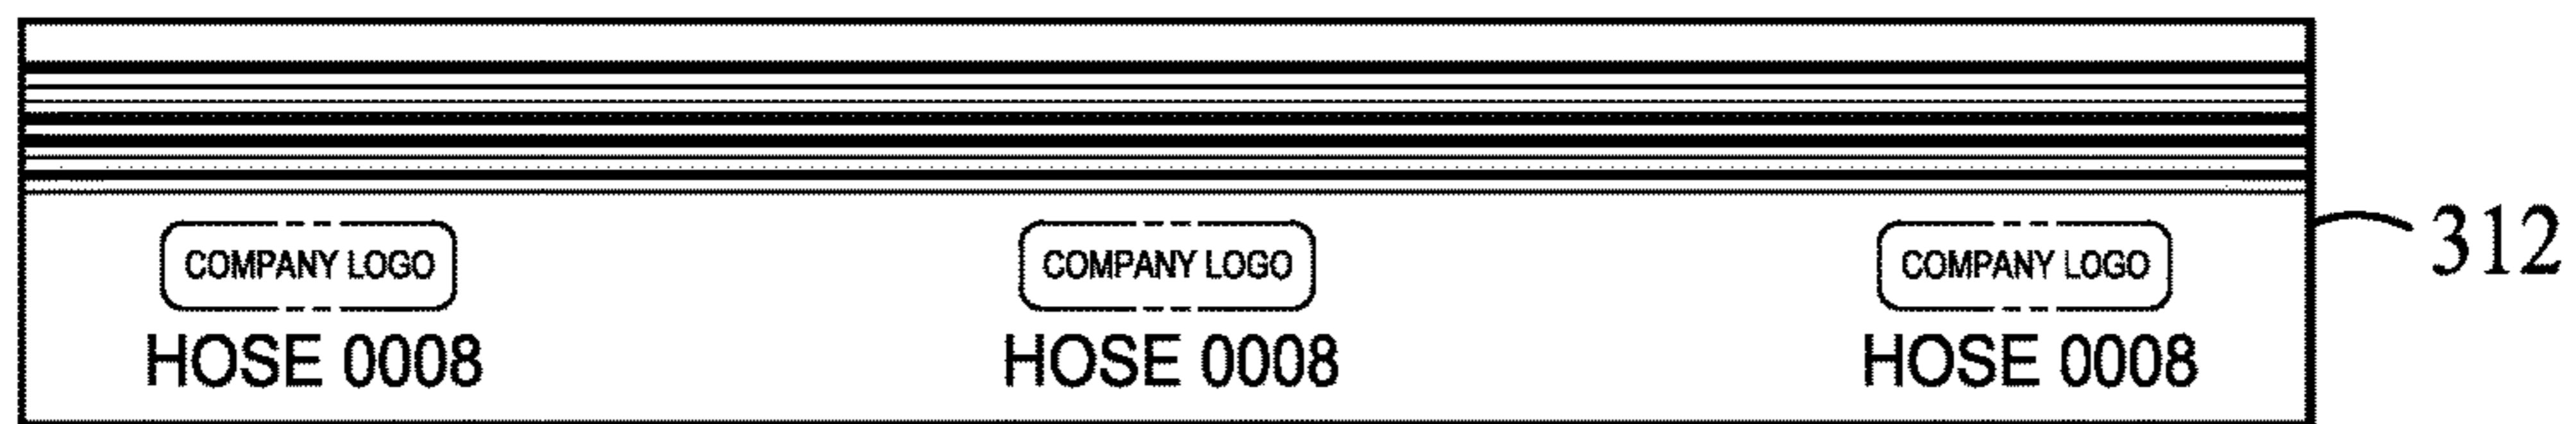 COMPANY LOGO COMPANY LOGO COMPANY LOGO 312
HOSE 0008 HOSE 0008 HOSE 0008